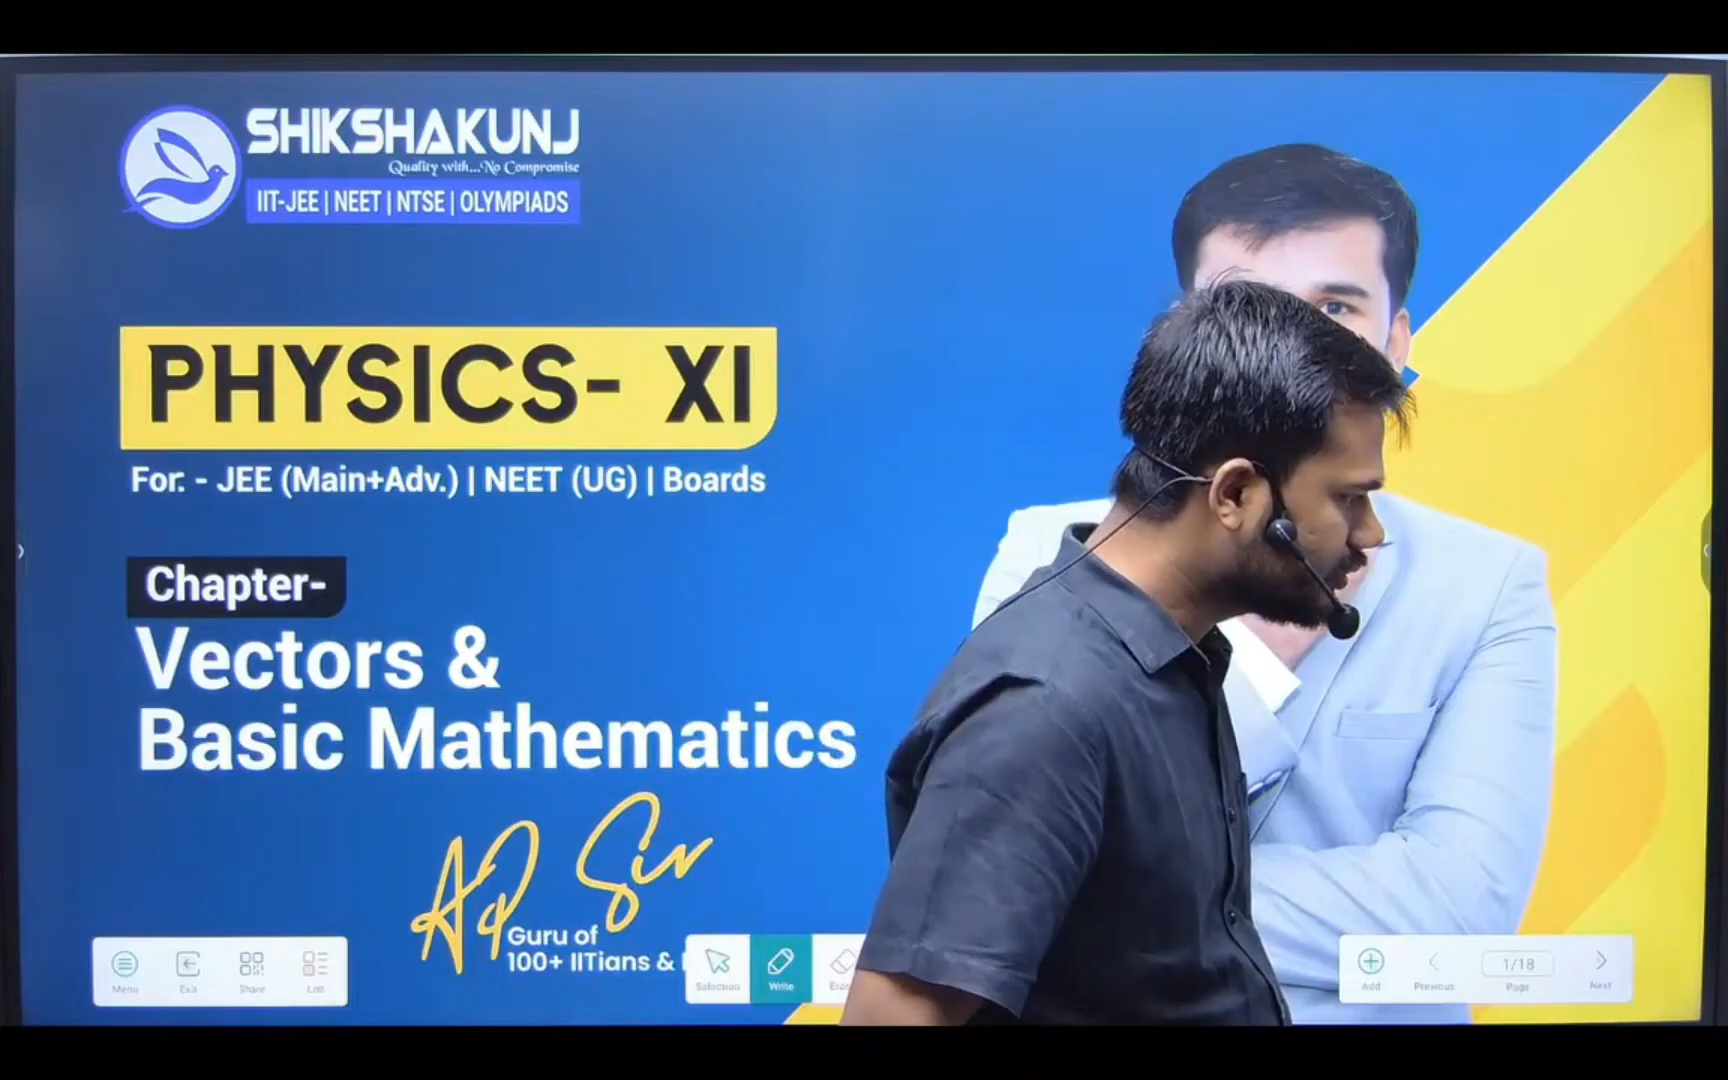 SHIKSHAKUNJ
Quality with...No Compromise
IIT-JEE | NEET | NTSE | OLYMPIADS
PHYSICS- XI
For: - JEE (Main+Adv.) | NEET (UG) | Boards
Chapter-
Vectors &
Basic Mathematics
AP Sir
Guru of
100+ IITians &
Menu
Exit
Share
List
Selection
Write
Add
Previous
1/18
Page
Next